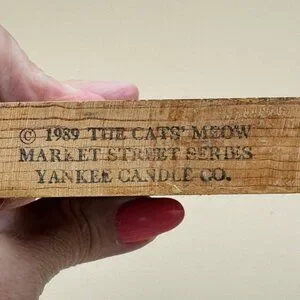 © 1989 THE CATS' MEOW
MARKET STREET SERIES
YANKEE CANDLE CO.